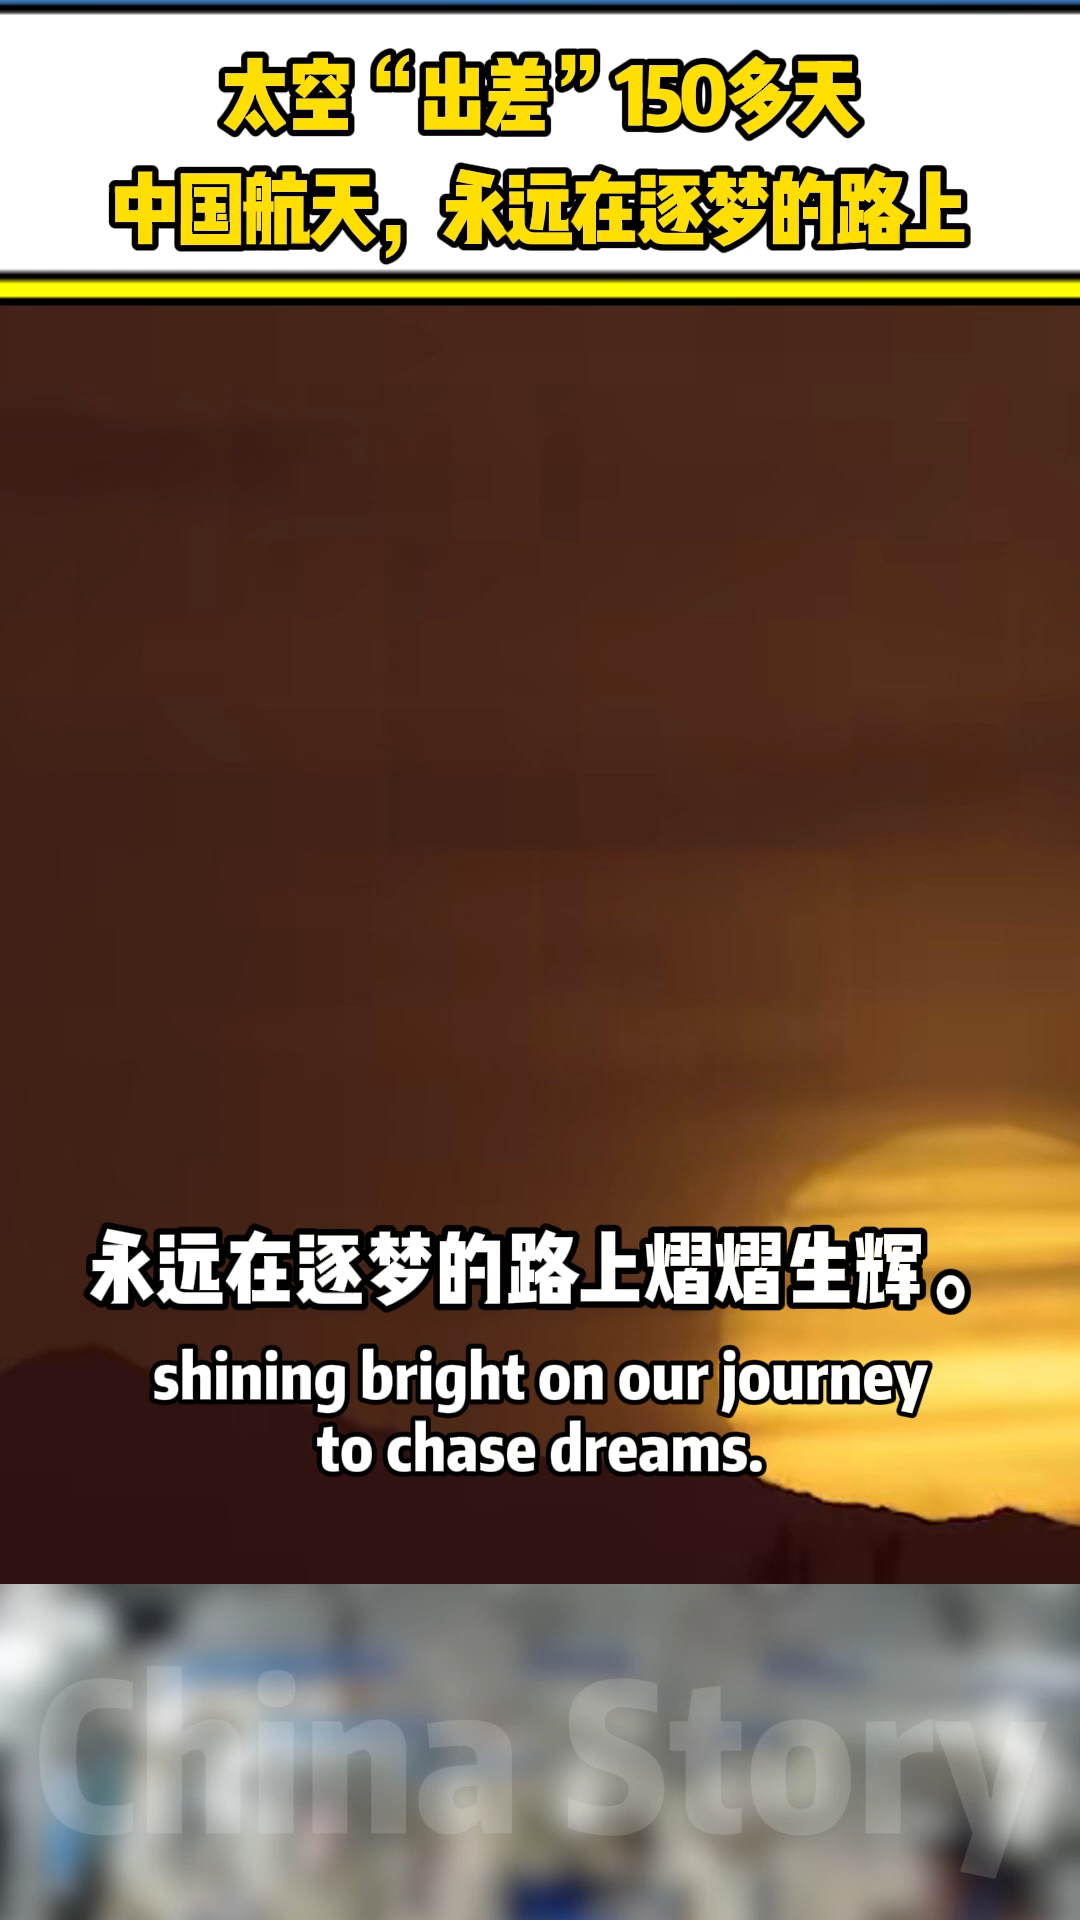 太空“出差”150多天
中国航天，永远在逐梦的路上
永远在逐梦的路上熠熠生辉。
shining bright on our journey
to chase dreams.
China Story